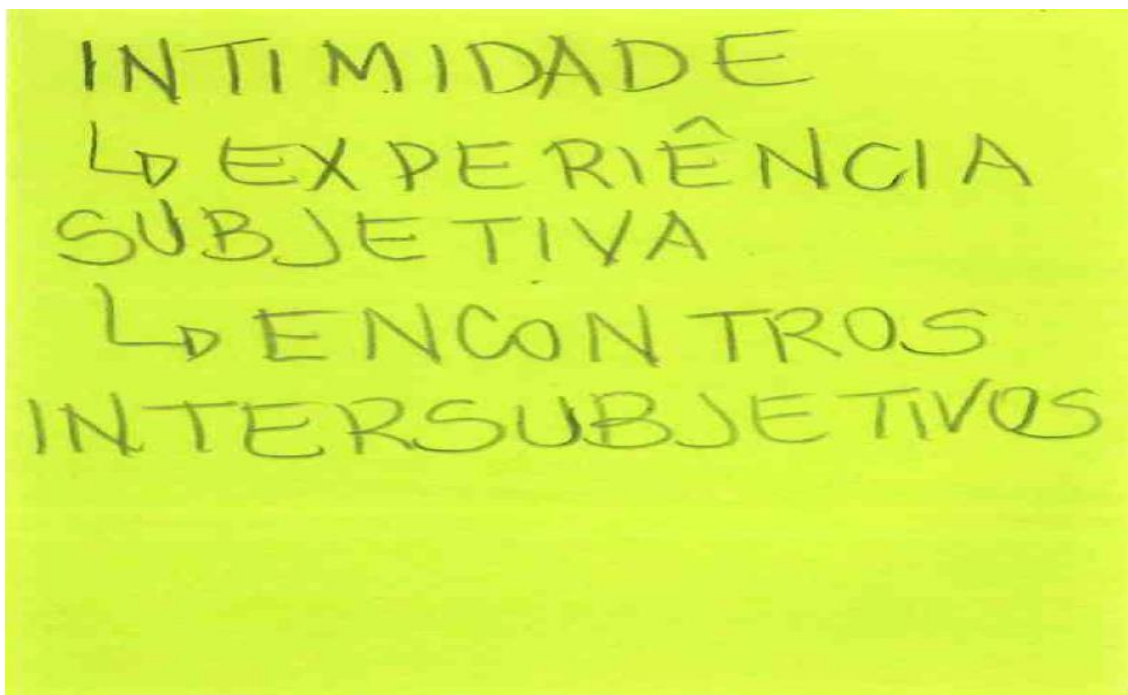 INTIMIDADE
↳ EXPERIÊNCIA
SUBJETIVA
↳ ENCONTROS
INTERSUBJETIVOS